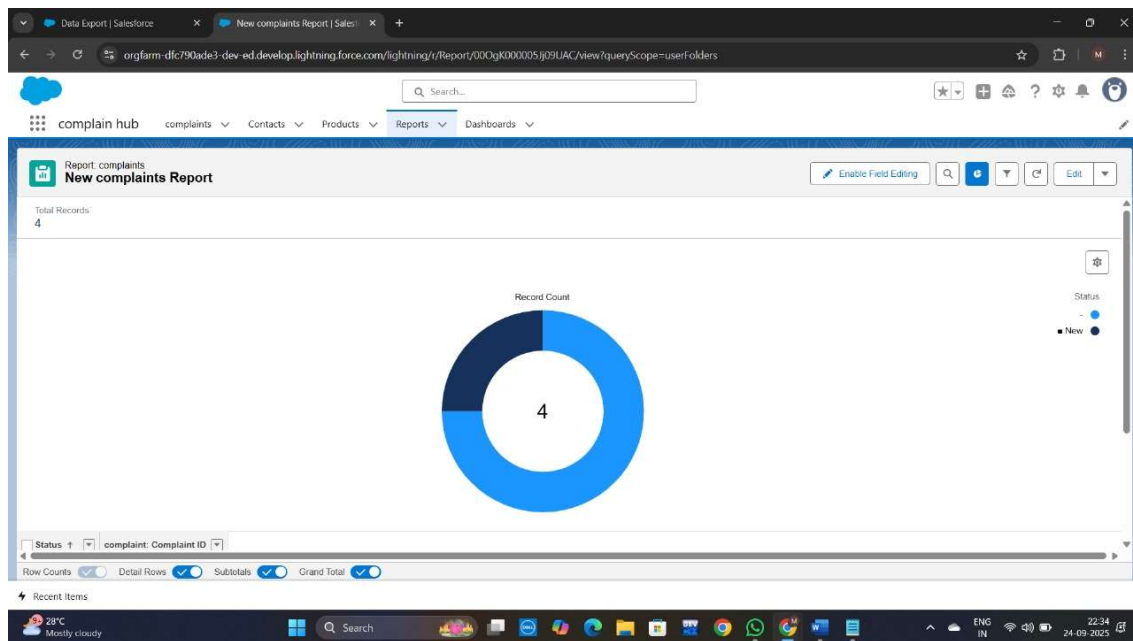 Data Export | Salesforce
New complaints Report | Salesf
orgfarm-dfc790ade3-dev-ed.develop.lightning.force.com/lightning/r/Report/00OgK000005Jj09UAC/view?queryScope=userFolders
M
Search...
complain hub complaints Contacts Products Reports Dashboards
Report: complaints
New complaints Report
Enable Field Editing
Edit
Total Records
4
Record Count
Status
-
New
4
Status ↑ complaint: Complaint ID
Row Counts Detail Rows Subtotals Grand Total
Recent Items
28°C
Mostly cloudy
Search
ENG
IN
22:34
24-09-2025